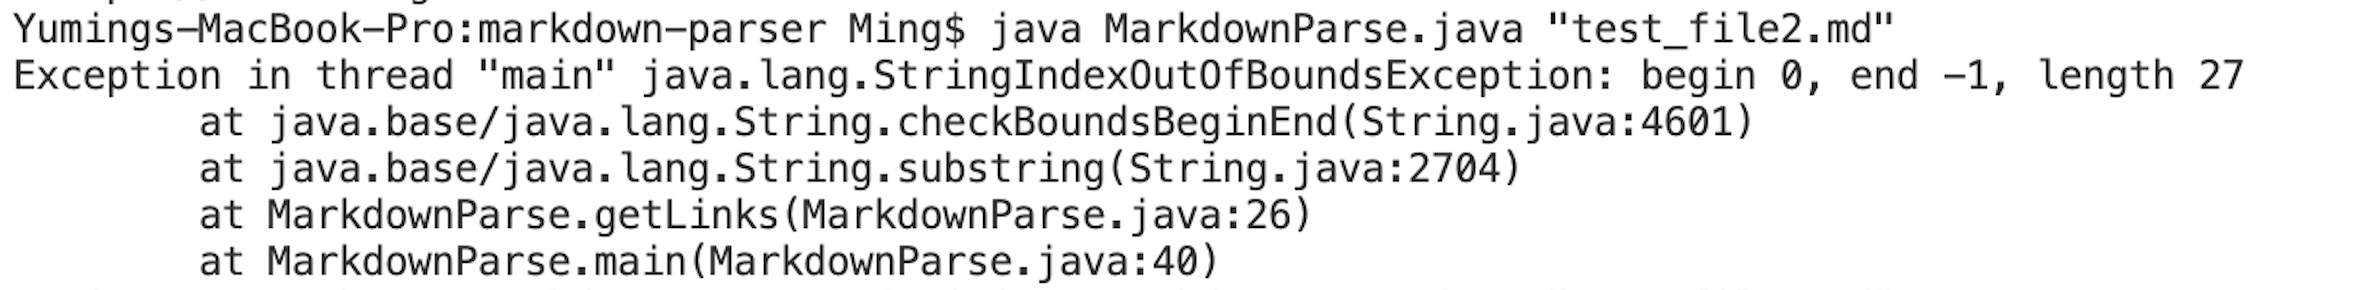 Yumings-MacBook-Pro:markdown-parser Ming$ java MarkdownParse.java "test_file2.md"
Exception in thread "main" java.lang.StringIndexOutOfBoundsException: begin 0, end -1, length 27
        at java.base/java.lang.String.checkBoundsBeginEnd(String.java:4601)
        at java.base/java.lang.String.substring(String.java:2704)
        at MarkdownParse.getLinks(MarkdownParse.java:26)
        at MarkdownParse.main(MarkdownParse.java:40)